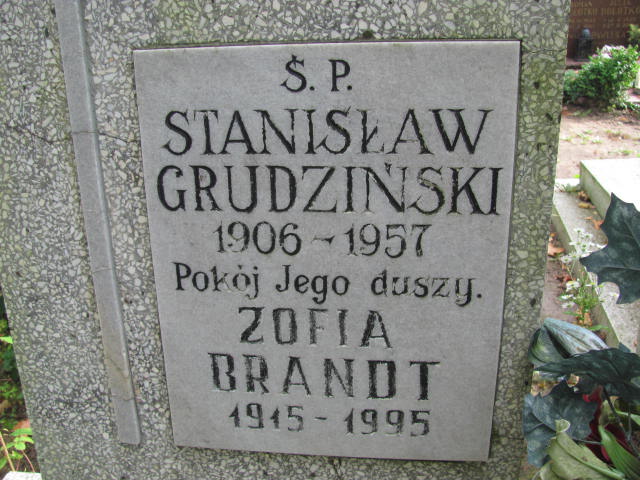 Ś.P.
STANISŁAW
GRUDZIŃSKI
1906-1957
Pokój Jego duszy.
ZOFIA
BRANDT
1915-1995